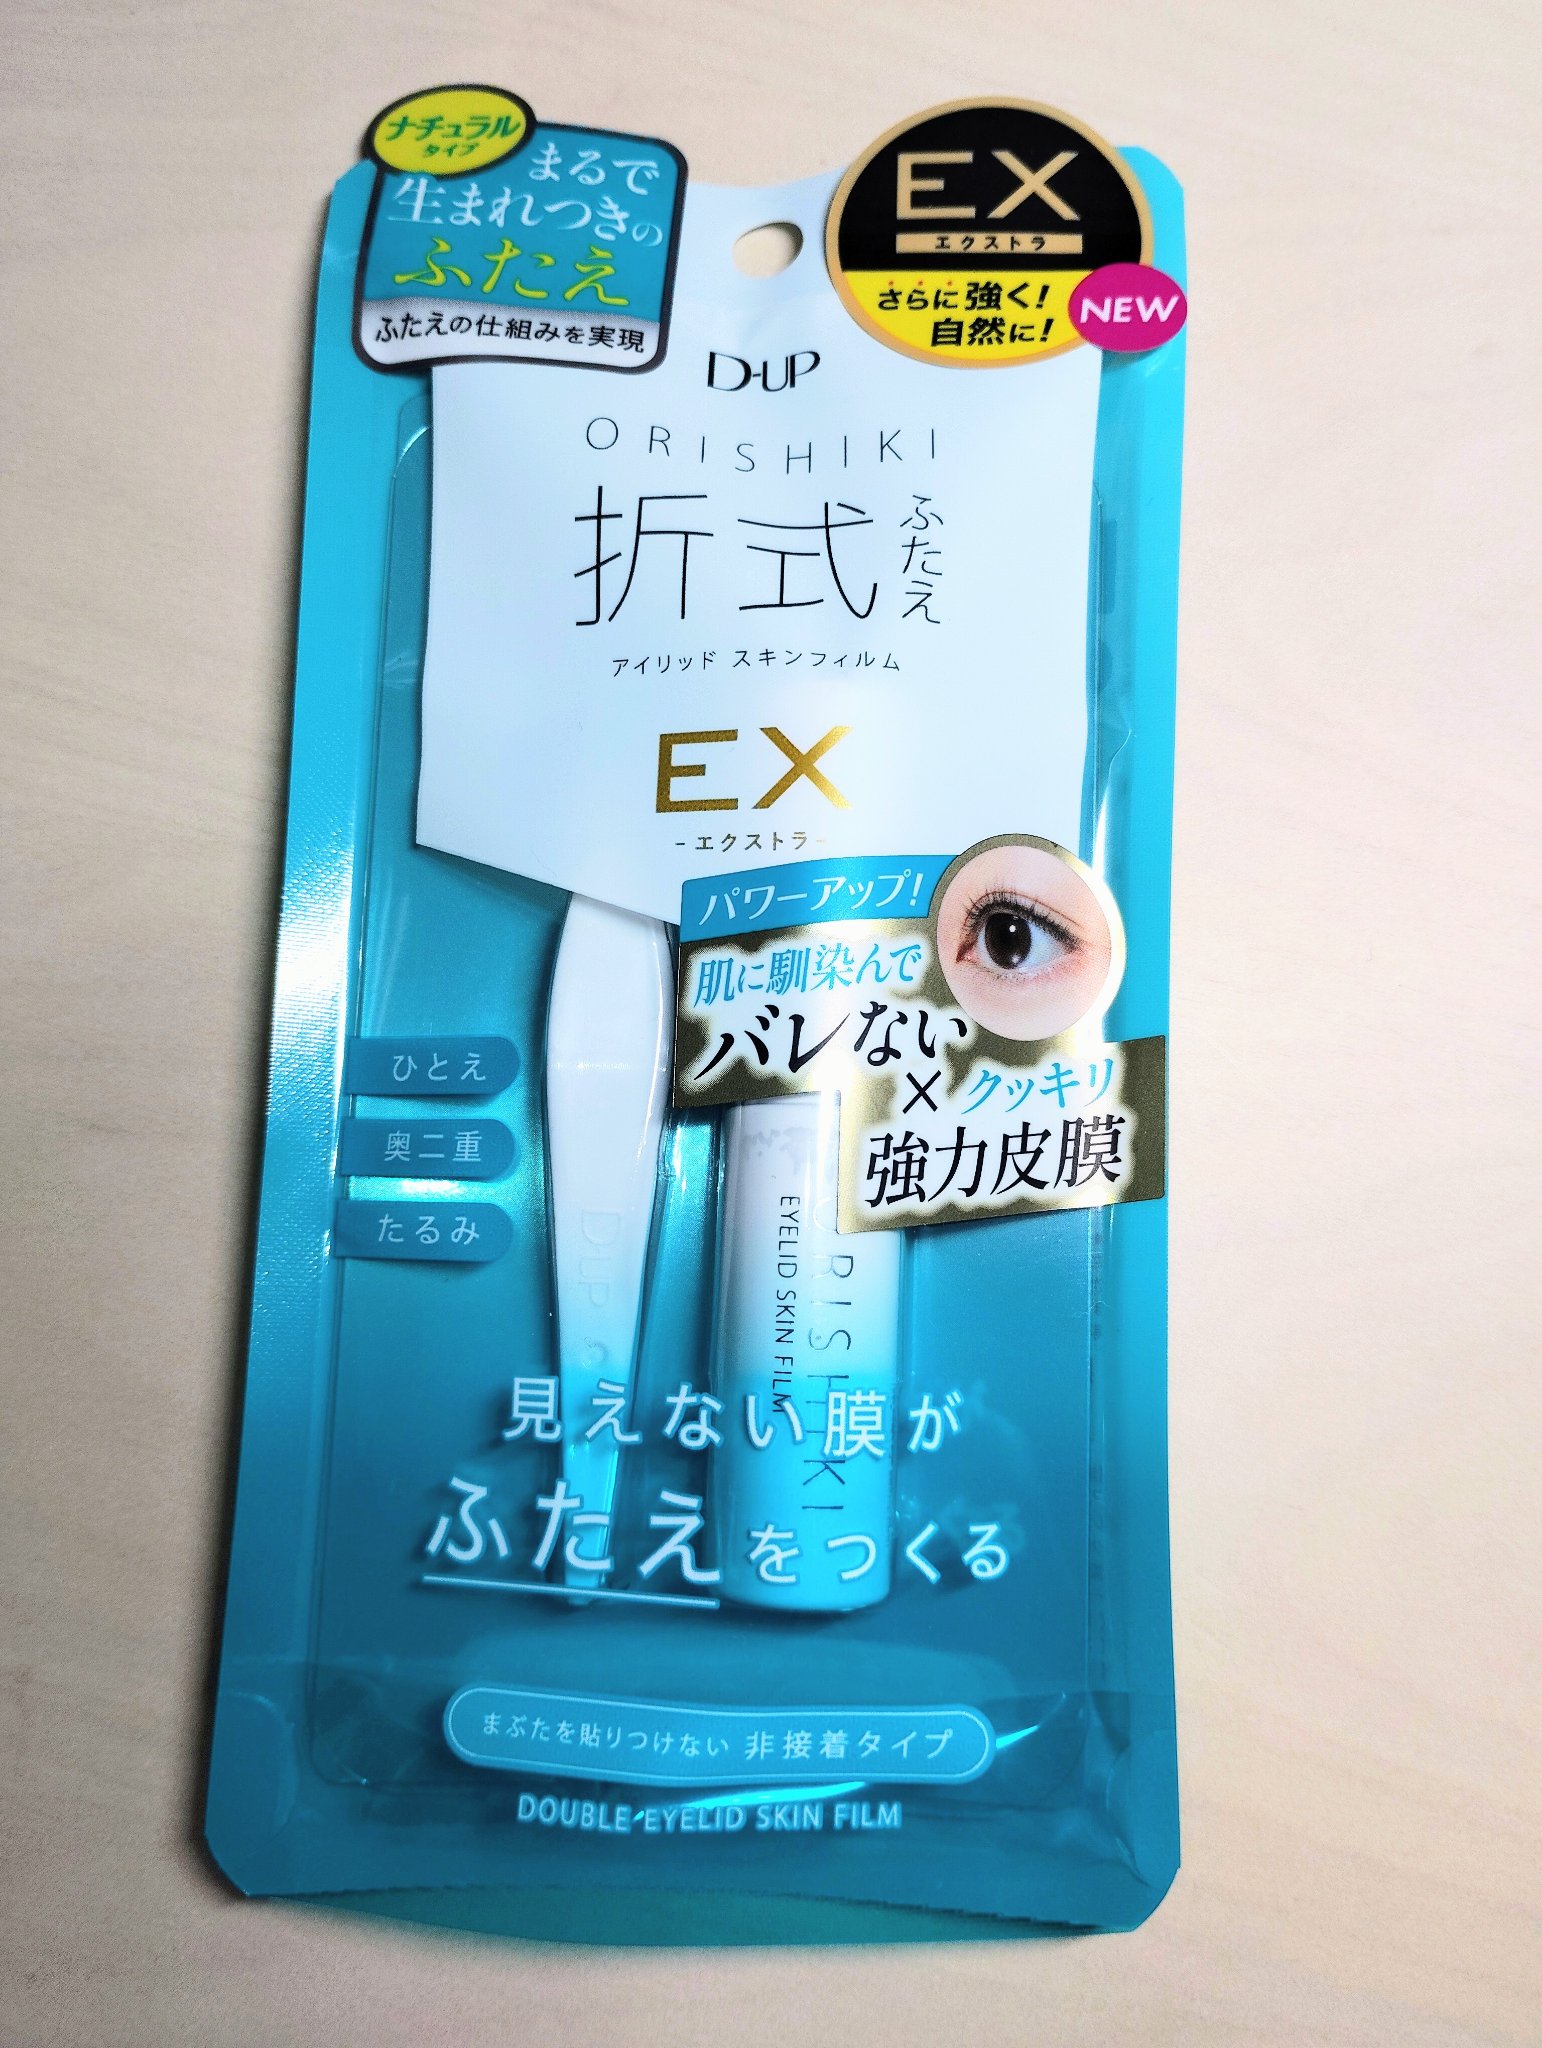 ナチュラル
タイプ
まるで
生まれつきの
ふたえ
ふたえの仕組みを実現
EX
エクストラ
さらに強く!
自然に!
NEW
D-UP
ORISHIKI
折式
ふたえ
アイリッド スキンフィルム
EX
-エクストラ-
パワーアップ!
肌に馴染んで
バレない
×クッキリ
強力皮膜
ひとえ
奥二重
たるみ
D-UP
ORISHIKI
EYELID SKIN FILM
見えない膜が
ふたえをつくる
まぶたを貼りつけない 非接着タイプ
DOUBLE EYELID SKIN FILM